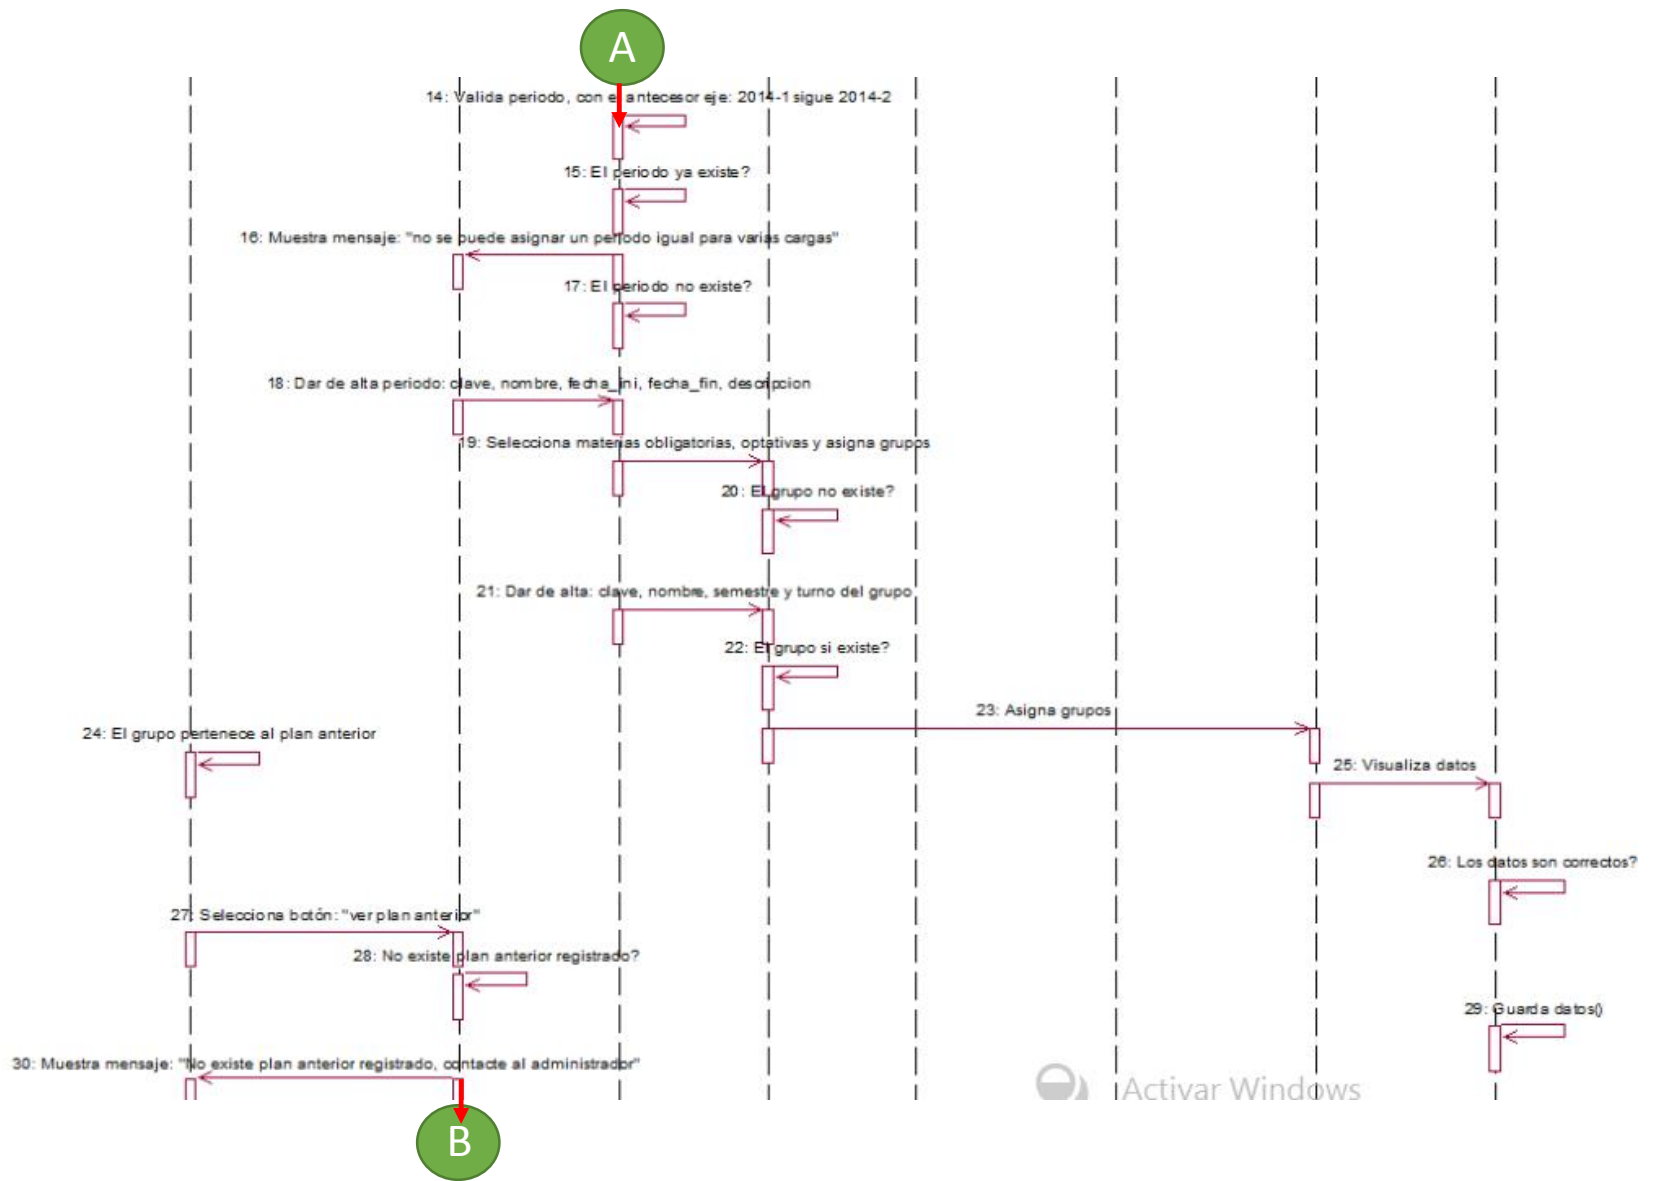 A
14: Valida periodo, con el antecesor eje: 2014-1 sigue 2014-2
15: El periodo ya existe?
16: Muestra mensaje: "no se puede asignar un periodo igual para varias cargas"
17: El periodo no existe?
18: Dar de alta periodo: clave, nombre, fecha_ini, fecha_fin, descripcion
19: Selecciona materias obligatorias, optativas y asigna grupos
20: El grupo no existe?
21: Dar de alta: clave, nombre, semestre y turno del grupo
22: El grupo si existe?
23: Asigna grupos
24: El grupo pertenece al plan anterior
25: Visualiza datos
26: Los datos son correctos?
27: Selecciona botón: "ver plan anterior"
28: No existe plan anterior registrado?
29: Guarda datos()
30: Muestra mensaje: "No existe plan anterior registrado, contacte al administrador"
Activar Windows
B